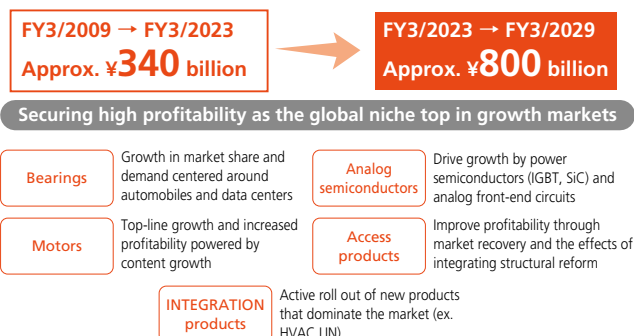 FY3/2009 → FY3/2023
Approx. ¥340 billion
FY3/2023 → FY3/2029
Approx. ¥800 billion
Securing high profitability as the global niche top in growth markets
Bearings
Growth in market share and
demand centered around
automobiles and data centers
Analog
semiconductors
Drive growth by power
semiconductors (IGBT, SiC) and
analog front-end circuits
Motors
Top-line growth and increased
profitability powered by
content growth
Access
products
Improve profitability through
market recovery and the effects of
integrating structural reform
INTEGRATION
products
Active roll out of new products
that dominate the market (ex.
HVAC UN)